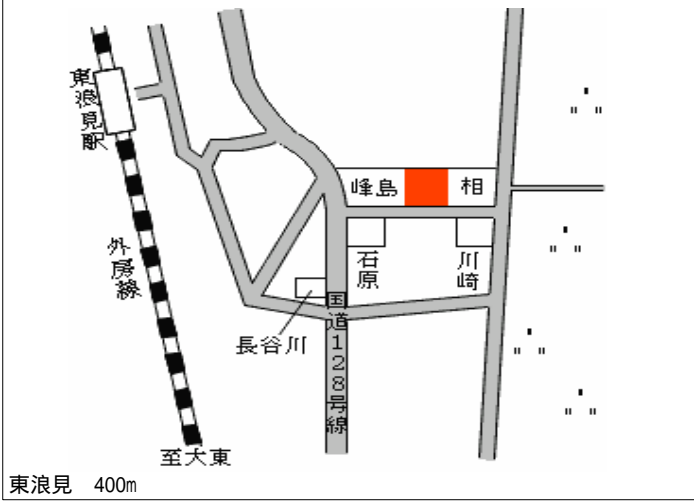 東浪見駅
外房線
峰島
相
石原
川崎
長谷川
国道128号線
至大東
東浪見 400m